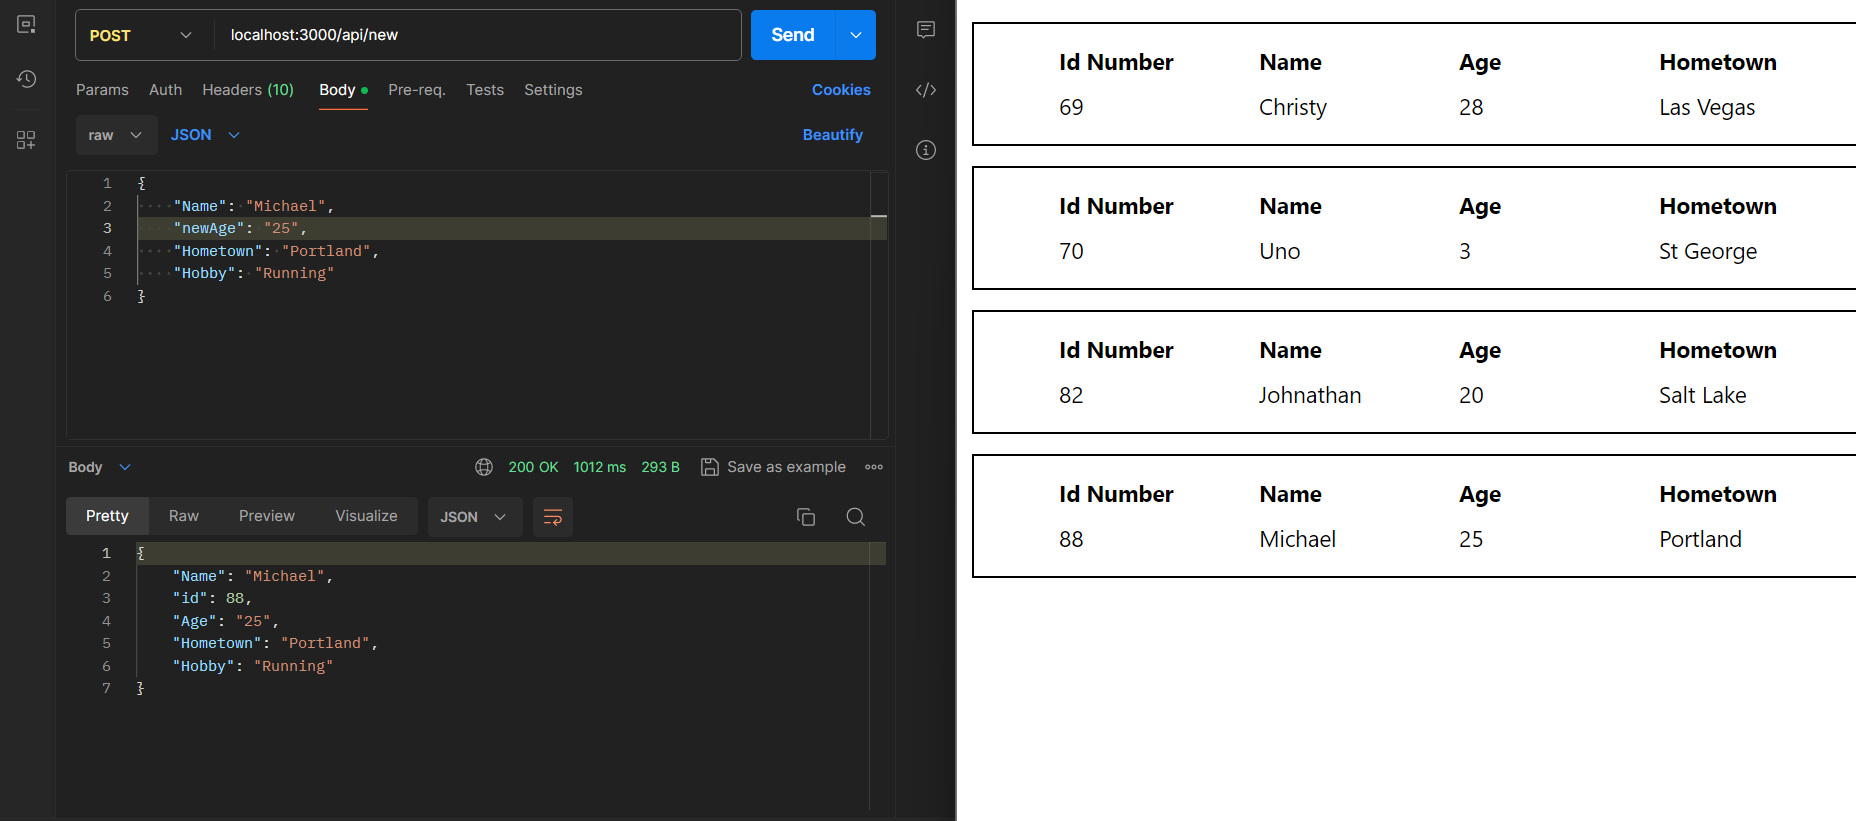 POST localhost:3000/api/new Send
Params Auth Headers (10) Body Pre-req. Tests Settings Cookies
raw JSON Beautify
1 {
2 "Name": "Michael",
3 "newAge": "25",
4 "Hometown": "Portland",
5 "Hobby": "Running"
6 }
Body 200 OK 1012 ms 293 B Save as example
Pretty Raw Preview Visualize JSON
1 {
2 "Name": "Michael",
3 "id": 88,
4 "Age": "25",
5 "Hometown": "Portland",
6 "Hobby": "Running"
7 }
Id Number Name Age Hometown
69 Christy 28 Las Vegas
Id Number Name Age Hometown
70 Uno 3 St George
Id Number Name Age Hometown
82 Johnathan 20 Salt Lake
Id Number Name Age Hometown
88 Michael 25 Portland